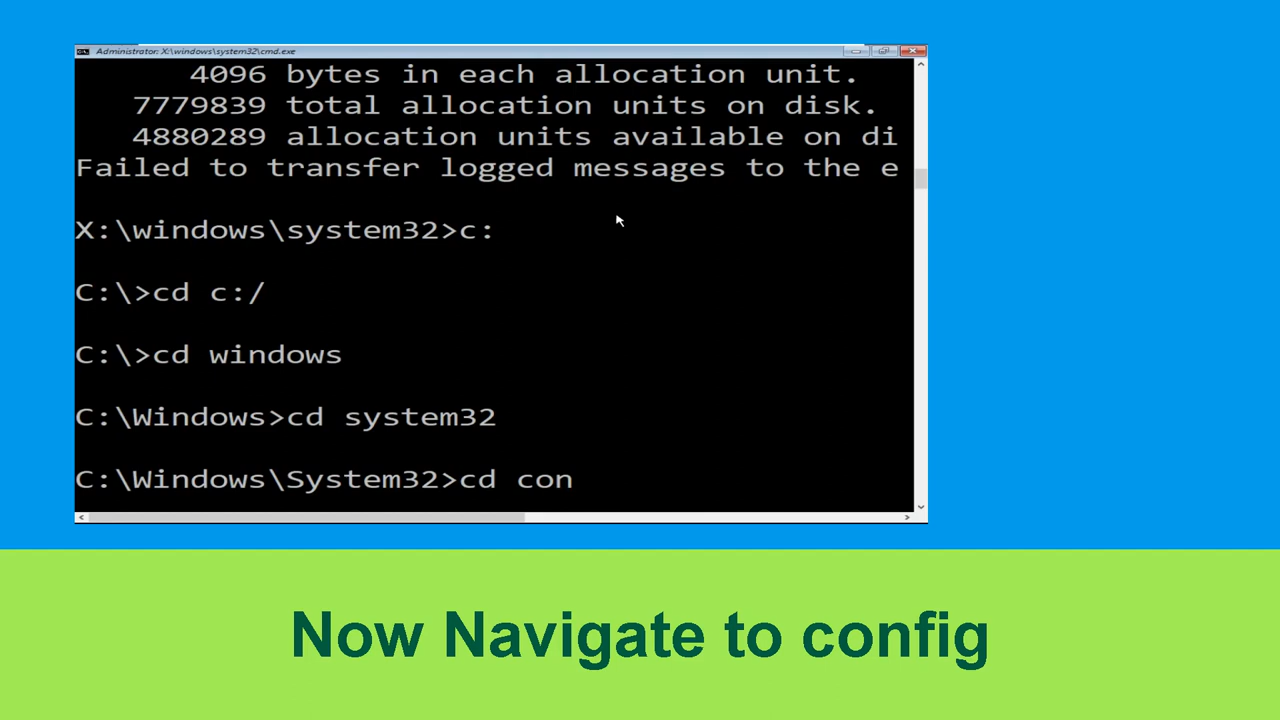 Administrator: X:\windows\system32\cmd.exe
4096 bytes in each allocation unit.
7779839 total allocation units on disk.
4880289 allocation units available on di
Failed to transfer logged messages to the e
X:\windows\system32>c:
C:\>cd c:/
C:\>cd windows
C:\Windows>cd system32
C:\Windows\System32>cd con
Now Navigate to config